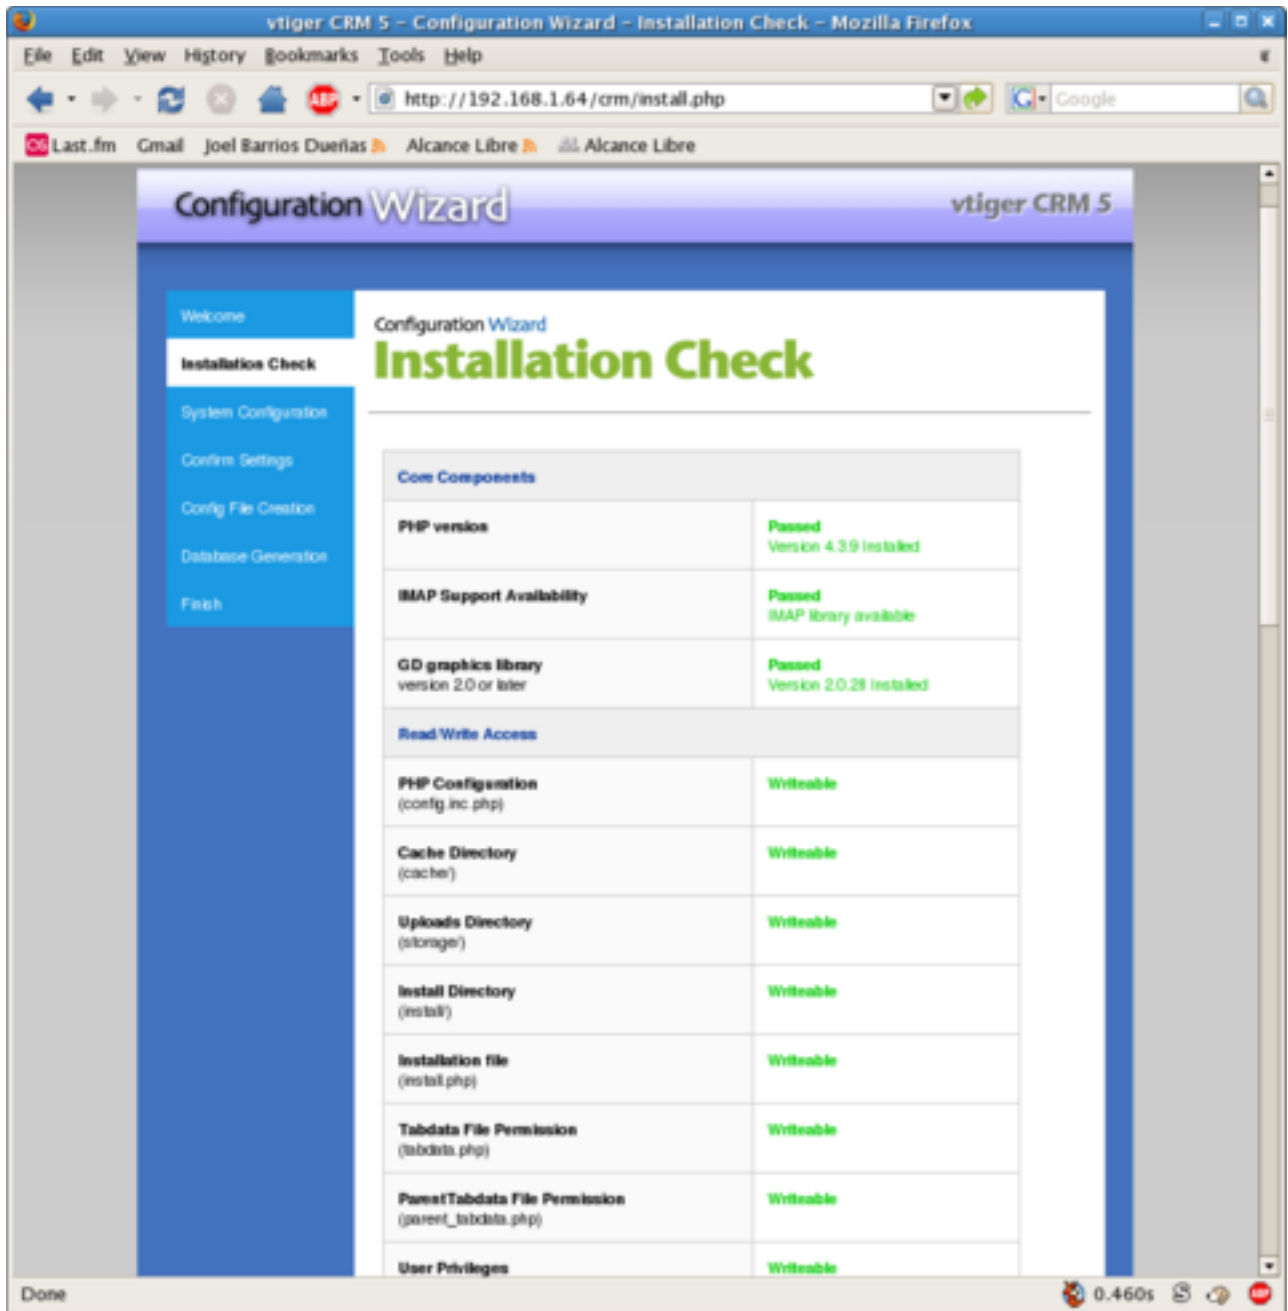 vtiger CRM 5 - Configuration Wizard - Installation Check - Mozilla Firefox
File Edit View History Bookmarks Tools Help
ABP http://192.168.1.64/crm/install.php G Google
Last.fm Gmail Joel Barrios Dueñas Alcance Libre Alcance Libre
Configuration Wizard vtiger CRM 5
Welcome
Installation Check
System Configuration
Confirm Settings
Config File Creation
Database Generation
Finish
Configuration Wizard
Installation Check
Core Components
PHP version Passed
Version 4.3.9 Installed
IMAP Support Availability Passed
IMAP library available
GD graphics library Passed
version 2.0 or later Version 2.0.28 Installed
Read/Write Access
PHP Configuration Writeable
(config.inc.php)
Cache Directory Writeable
(cache/)
Uploads Directory Writeable
(storage/)
Install Directory Writeable
(install/)
Installation file Writeable
(install.php)
Tabdata File Permission Writeable
(tabdata.php)
ParentTabdata File Permission Writeable
(parent_tabdata.php)
User Privileges Writeable
Done 0.460s